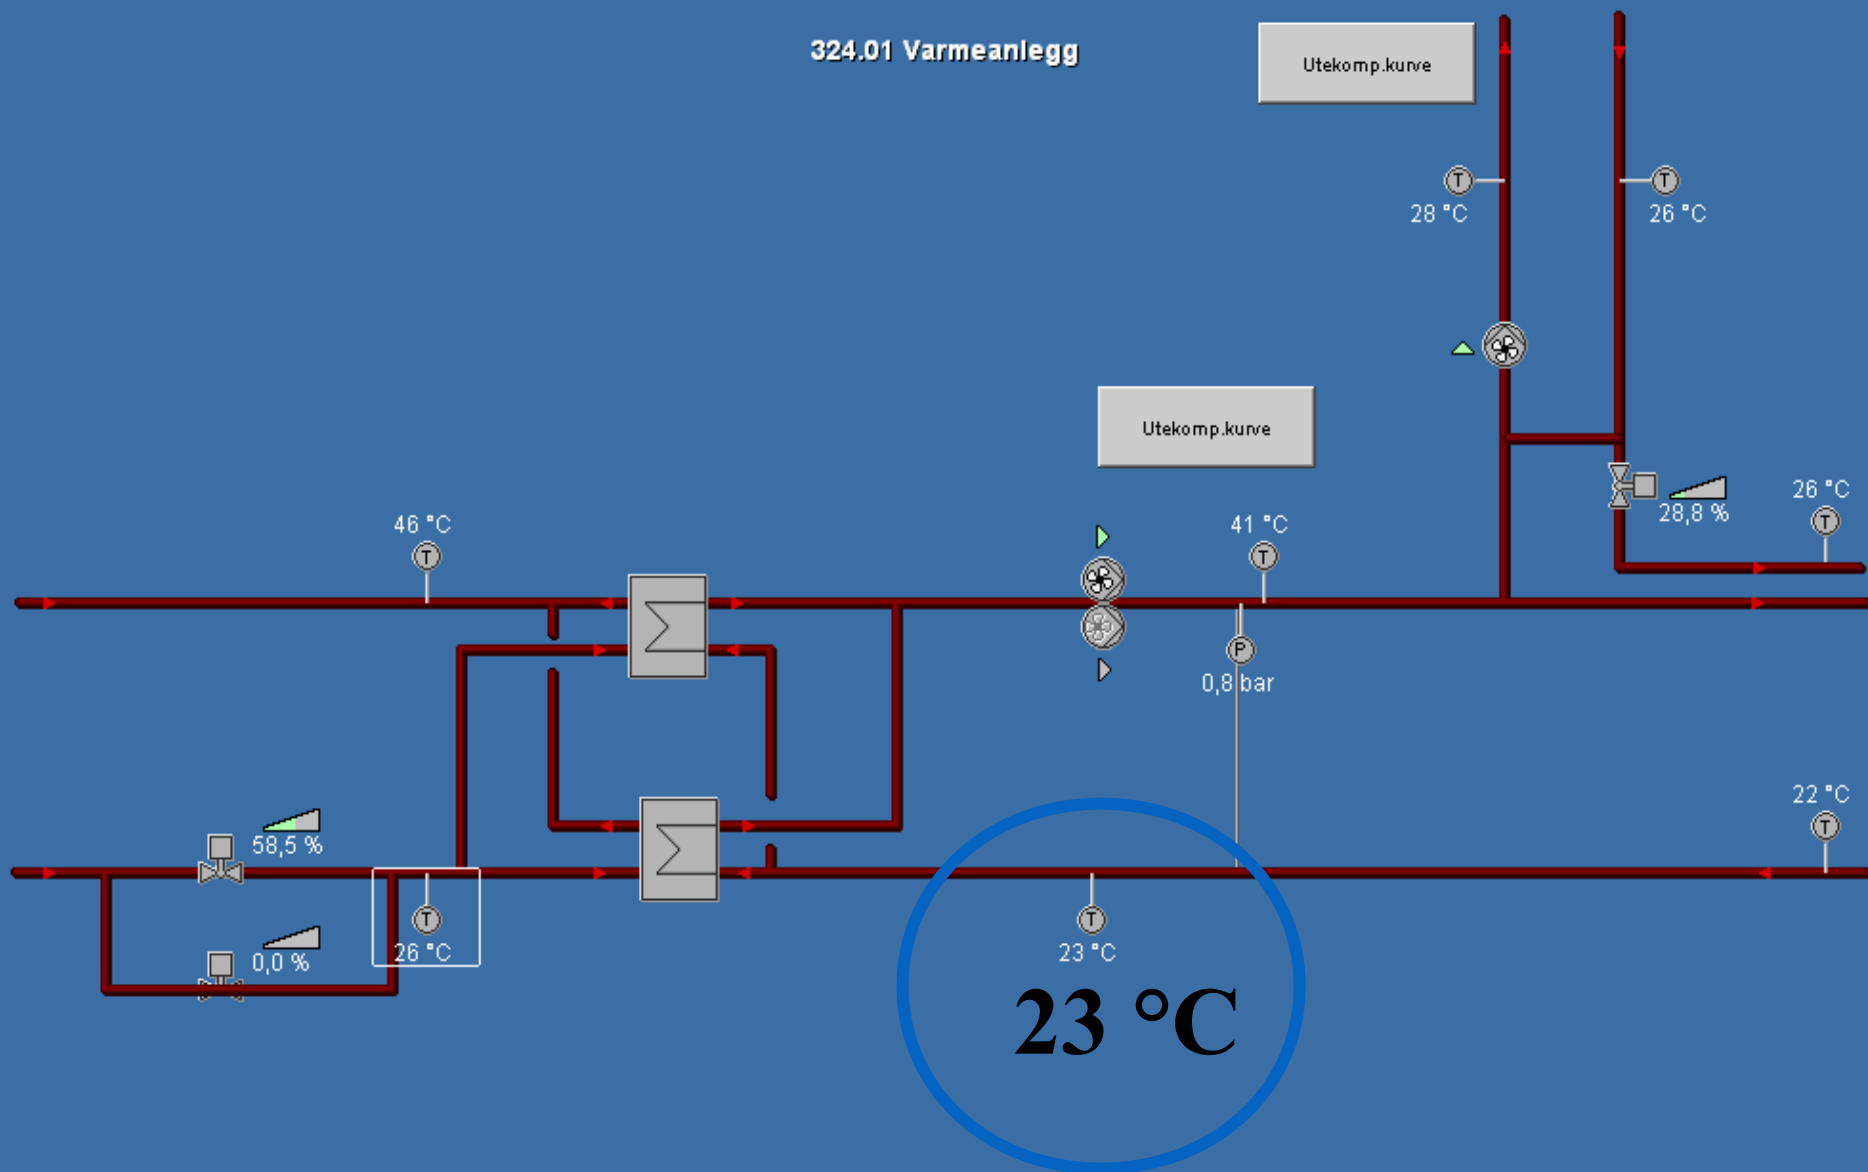 324.01 Varmeanlegg
Utekomp.kurve
T
T
28 °C
26 °C
Utekomp.kurve
26 °C
28,8 %
T
46 °C
41 °C
T
T
P
0,8 bar
22 °C
58,5 %
T
T
T
26 °C
23 °C
0,0 %
23 °C